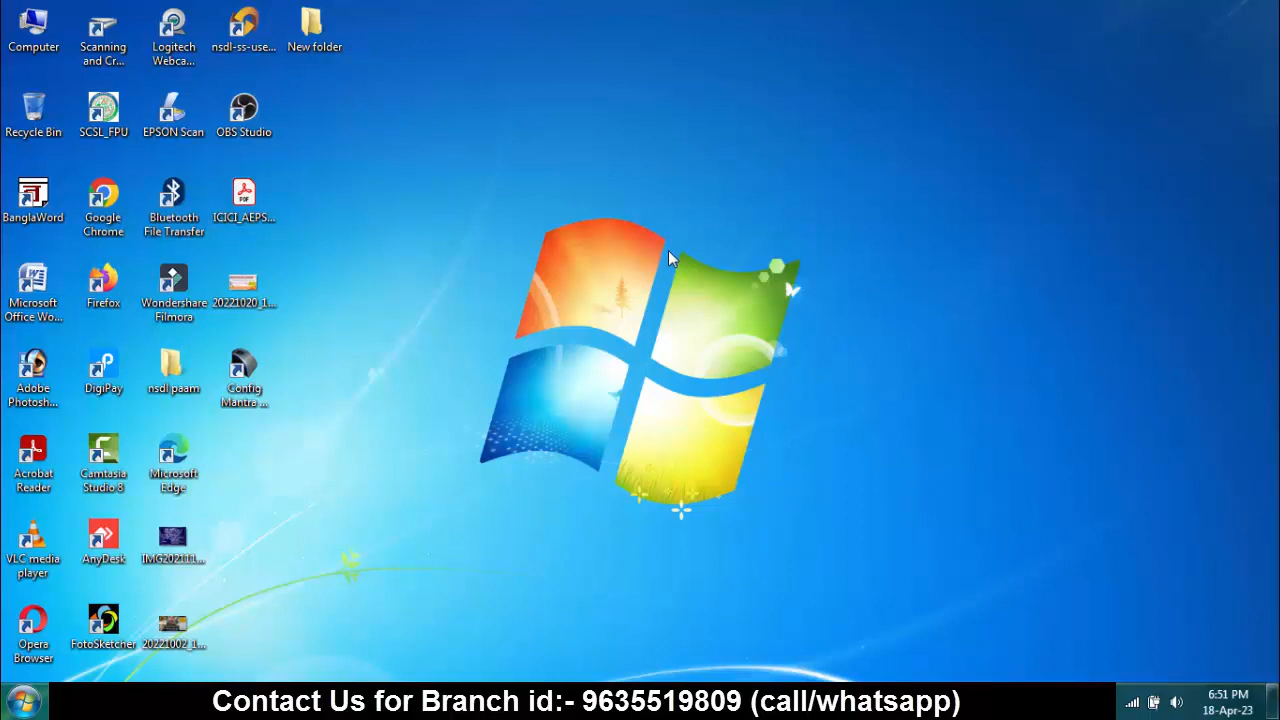 Computer
Scanning
and Cr...
Logitech
Webca...
nsdl-ss-use...
New folder
Recycle Bin
SCSL_FPU
EPSON Scan
OBS Studio
BanglaWord
Google
Chrome
Bluetooth
File Transfer
PDF
ICICI_AEPS...
Microsoft
Office Wo...
Firefox
Wondershare
Filmora
20221020_1...
Adobe
Photosh...
DigiPay
nsdl paam
Config
Mantra ...
Acrobat
Reader
Camtasia
Studio 8
Microsoft
Edge
VLC media
player
AnyDesk
IMG202111...
Opera
Browser
FotoSketcher
20221002_1...
Contact Us for Branch id:- 9635519809 (call/whatsapp)
6:51 PM
18-Apr-23